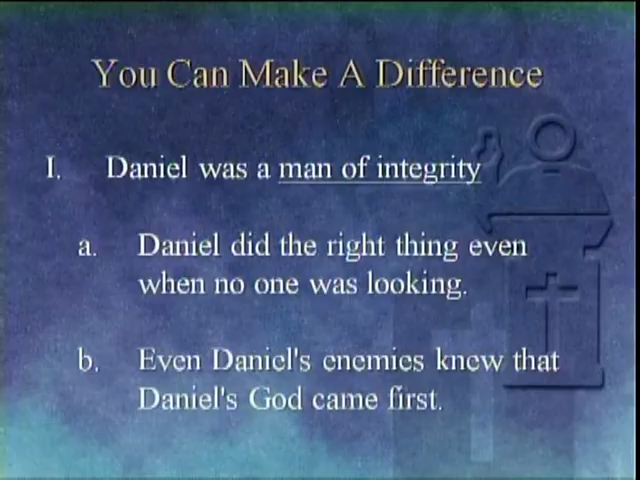 You Can Make A Difference
I. Daniel was a man of integrity
a. Daniel did the right thing even
when no one was looking.
b. Even Daniel's enemies knew that
Daniel's God came first.